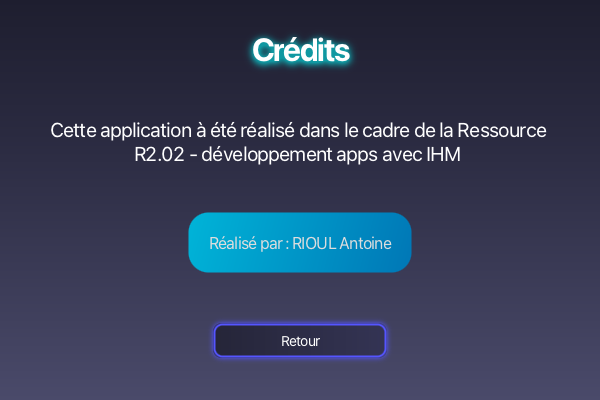 Crédits
Cette application à été réalisé dans le cadre de la Ressource
R2.02 - développement apps avec IHM
Réalisé par : RIOUL Antoine
Retour